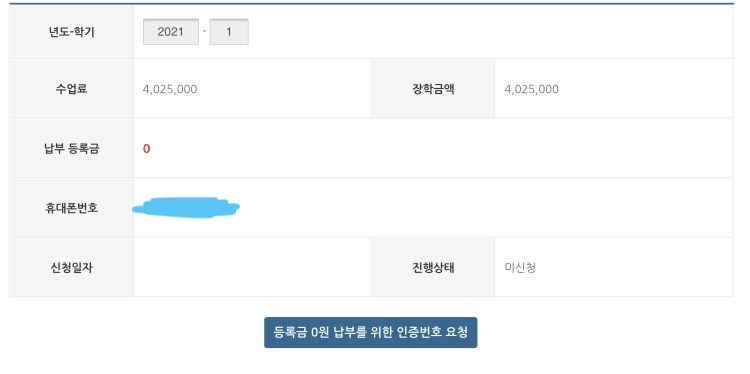 년도-학기 2021 - 1
수업료 4,025,000 장학금액 4,025,000
납부 등록금 0
휴대폰번호
신청일자 진행상태 미신청
등록금 0원 납부를 위한 인증번호 요청